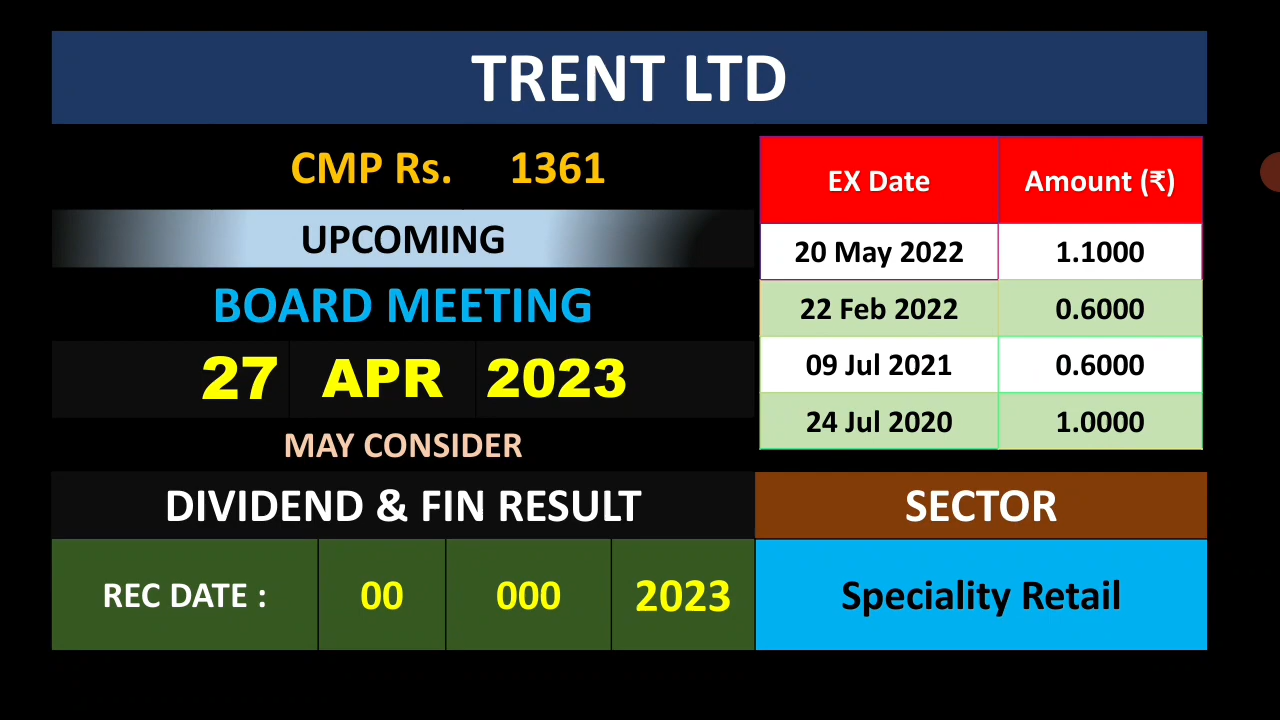 TRENT LTD
CMP Rs. 1361
UPCOMING
BOARD MEETING
27 APR 2023
MAY CONSIDER
DIVIDEND & FIN RESULT
REC DATE : 00 000 2023
EX Date Amount (₹)
20 May 2022 1.1000
22 Feb 2022 0.6000
09 Jul 2021 0.6000
24 Jul 2020 1.0000
SECTOR
Speciality Retail